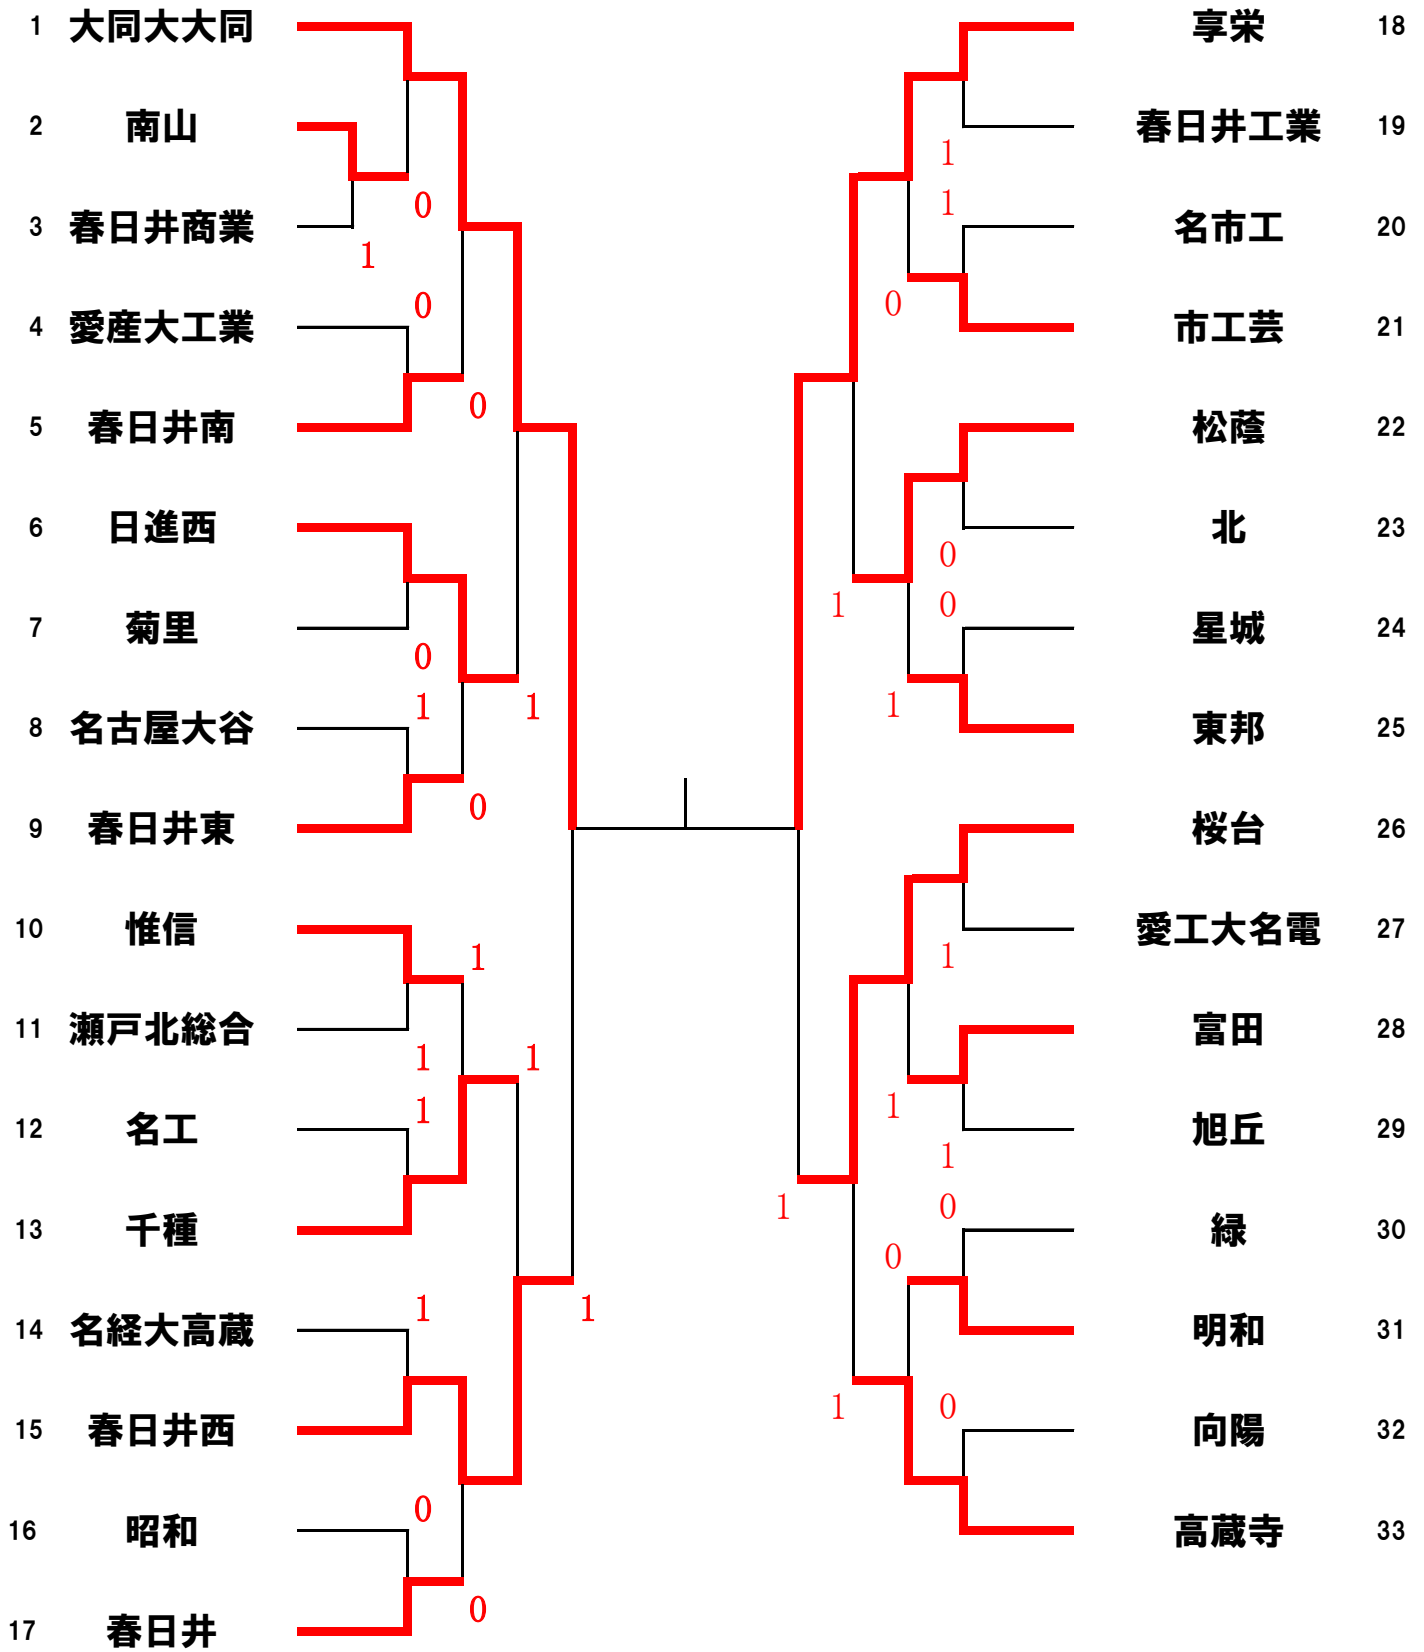 1 大同大大同
2 南山
0
3 春日井商業
1
0
4 愛産大工業
0
5 春日井南
6 日進西
7 菊里
0
1 1
8 名古屋大谷
0
9 春日井東
10 惟信
1
11 瀬戸北総合
1 1
1
12 名工
13 千種
1
1
14 名経大高蔵
15 春日井西
0
16 昭和
0
17 春日井
享栄 18
春日井工業 19
1
1
名市工 20
0
市工芸 21
松蔭 22
北 23
0
1 0
星城 24
1
東邦 25
桜台 26
愛工大名電 27
1
富田 28
1
旭丘 29
1
1 0
緑 30
0
明和 31
1 0
向陽 32
高蔵寺 33